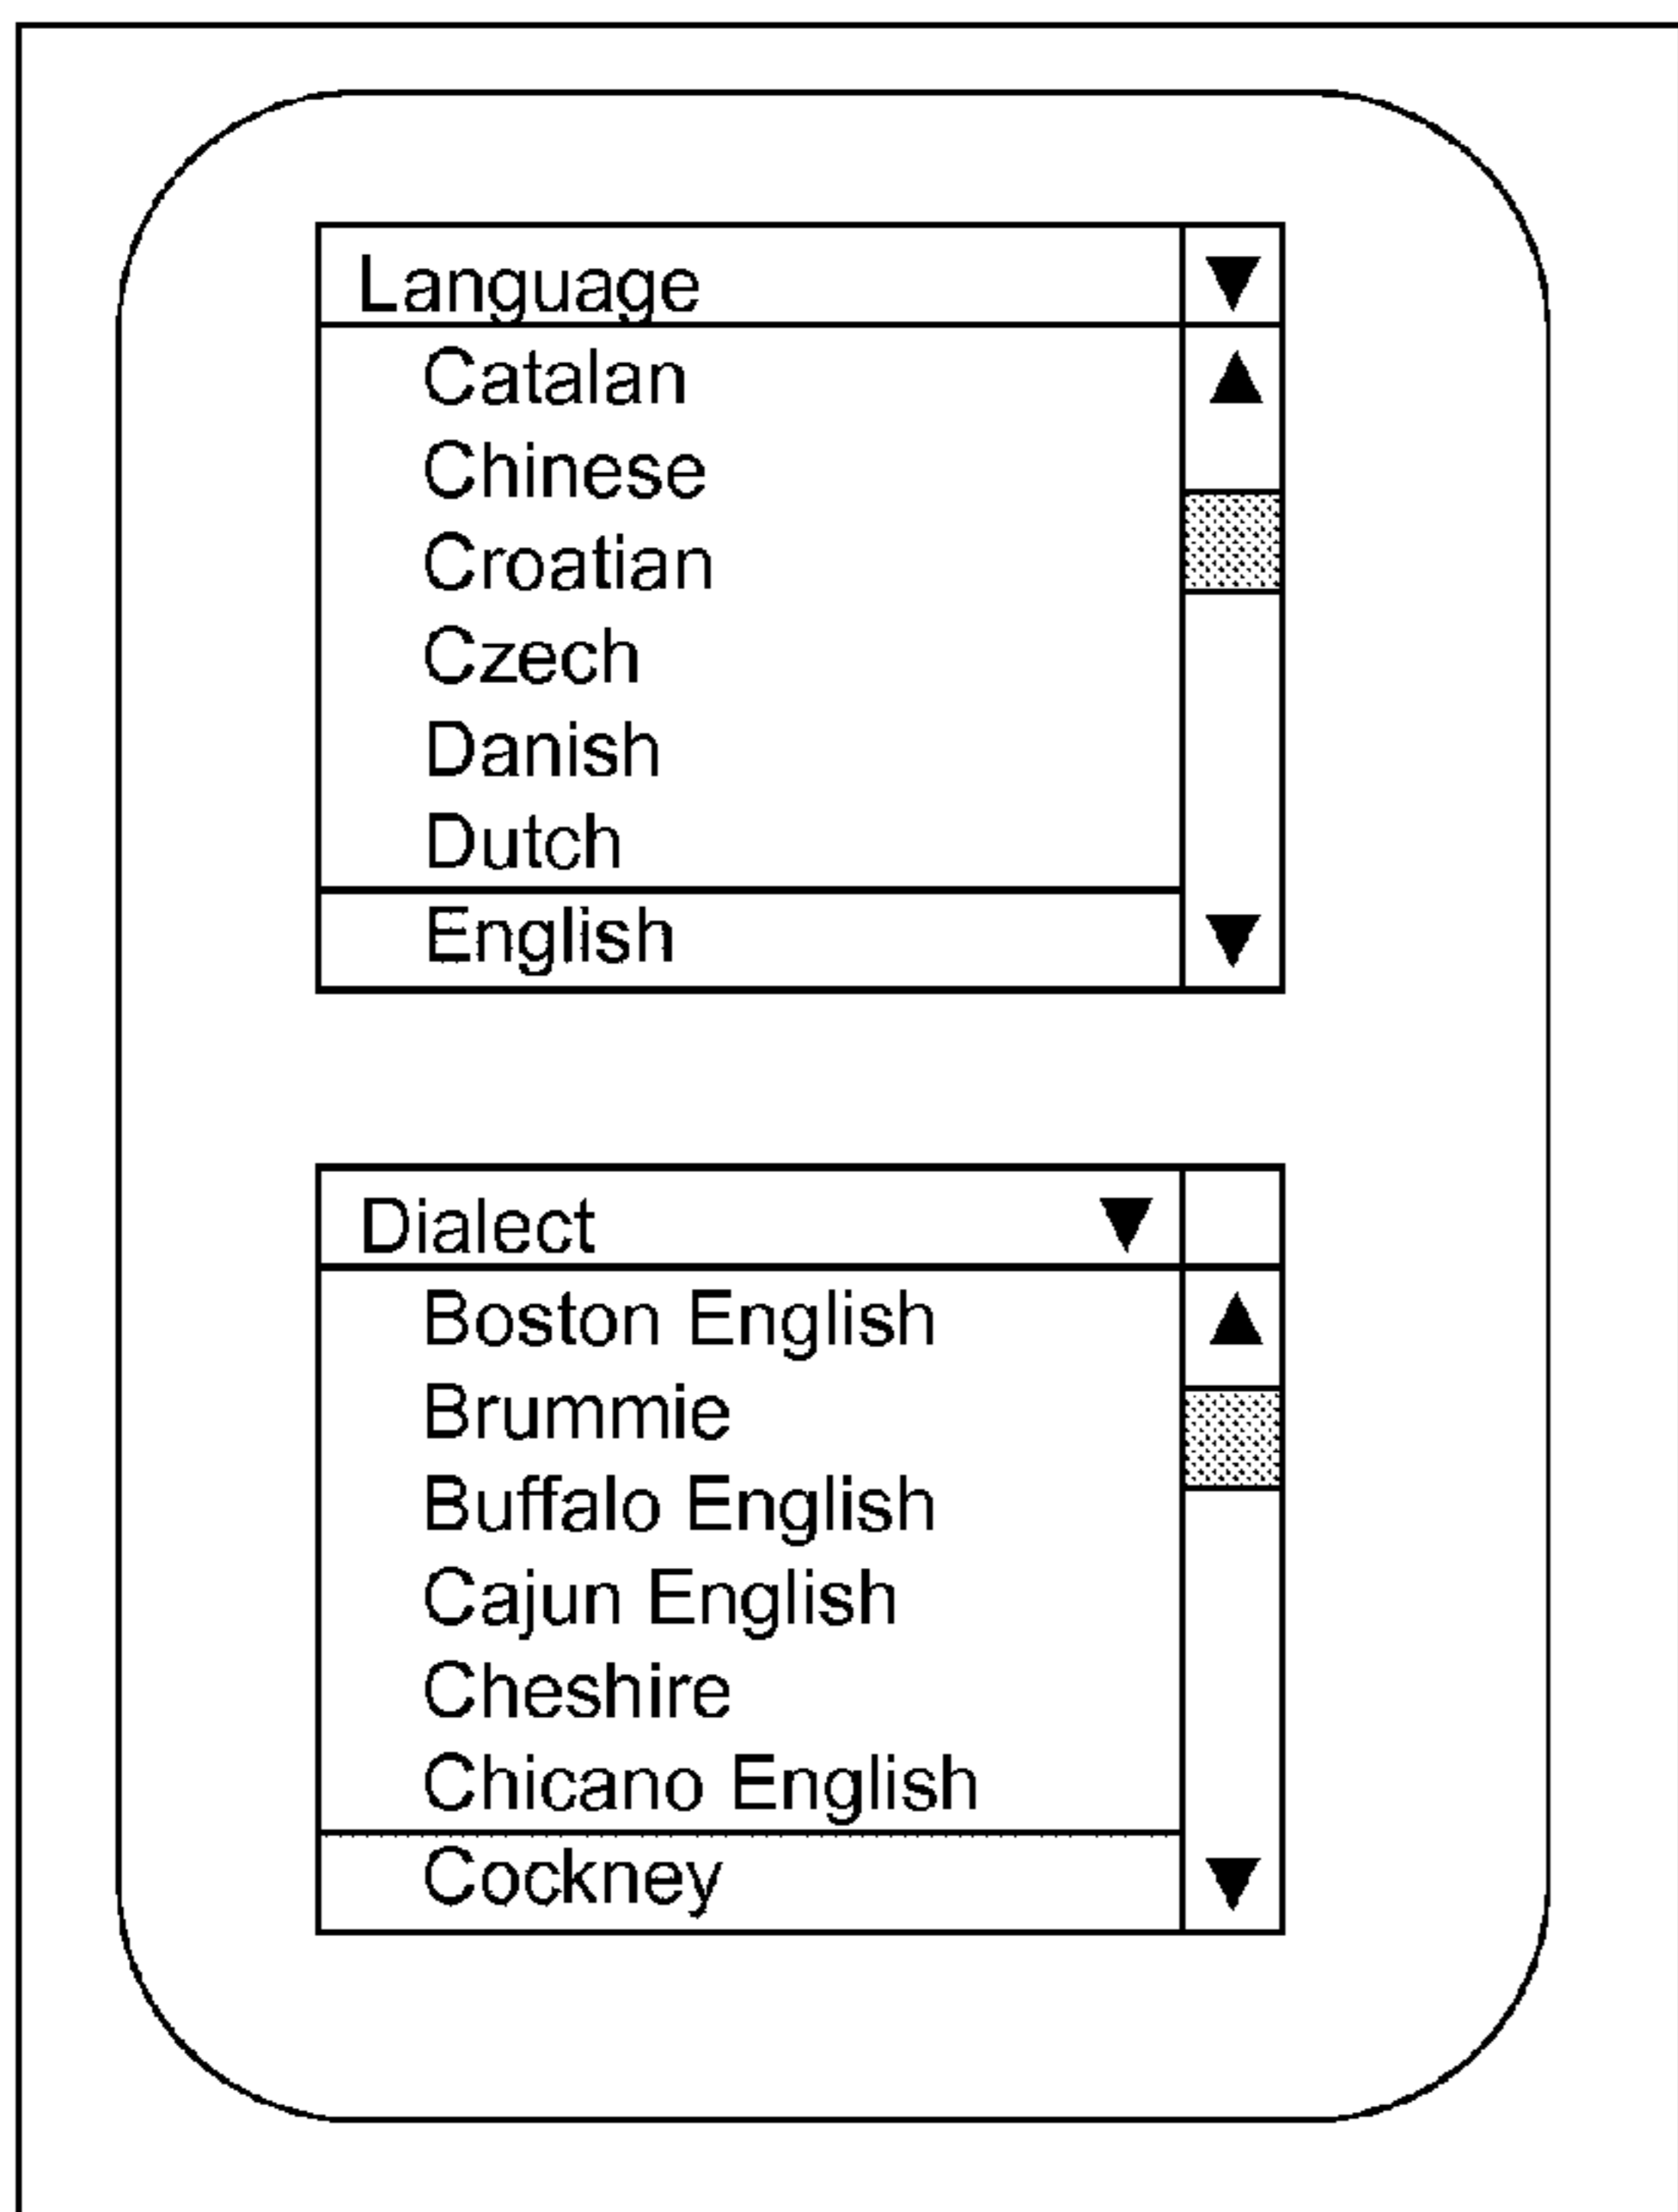 Language
Catalan
Chinese
Croatian
Czech
Danish
Dutch
English
Dialect
Boston English
Brummie
Buffalo English
Cajun English
Cheshire
Chicano English
Cockney